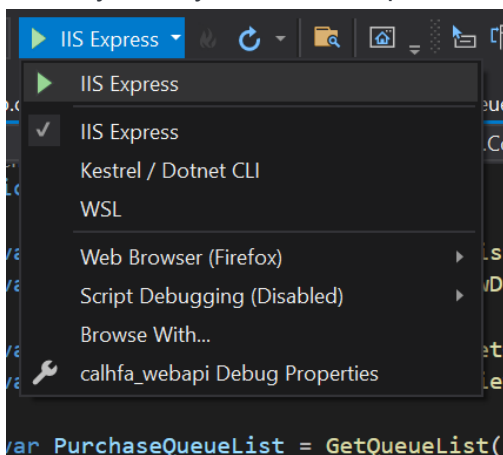 IIS Express
IIS Express
IIS Express
Kestrel / Dotnet CLI
WSL
Web Browser (Firefox)
Script Debugging (Disabled)
Browse With...
calhfa_webapi Debug Properties
var PurchaseQueueList = GetQueueList(